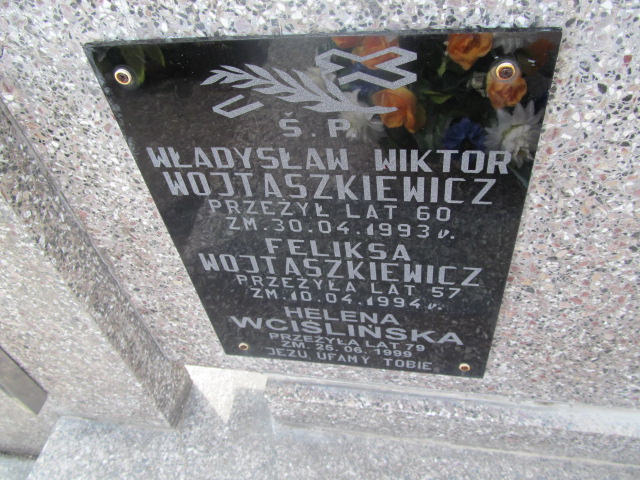 Ś. P.
WŁADYSŁAW WIKTOR
WOJTASZKIEWICZ
PRZEŻYŁ LAT 60
ZM. 30.04.1993 r.
FELIKSA
WOJTASZKIEWICZ
PRZEŻYŁA LAT 57
ZM. 10.04.1994 r.
HELENA
WCIŚLIŃSKA
PRZEŻYŁA LAT 79
ZM. 26. 06. 1999
JEZU UFAMY TOBIE